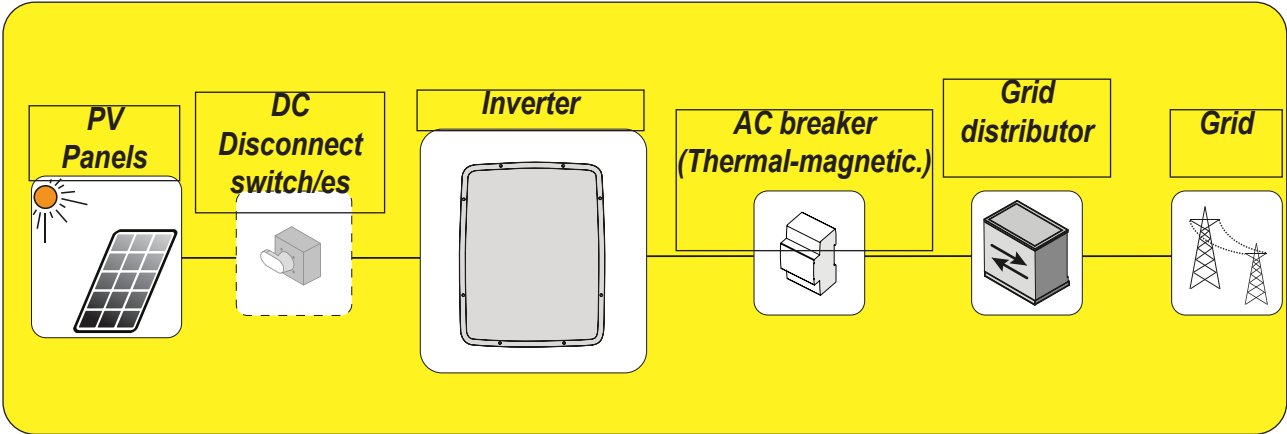 PV
Panels
DC
Disconnect
switch/es
Inverter
AC breaker
(Thermal-magnetic.)
Grid
distributor
Grid